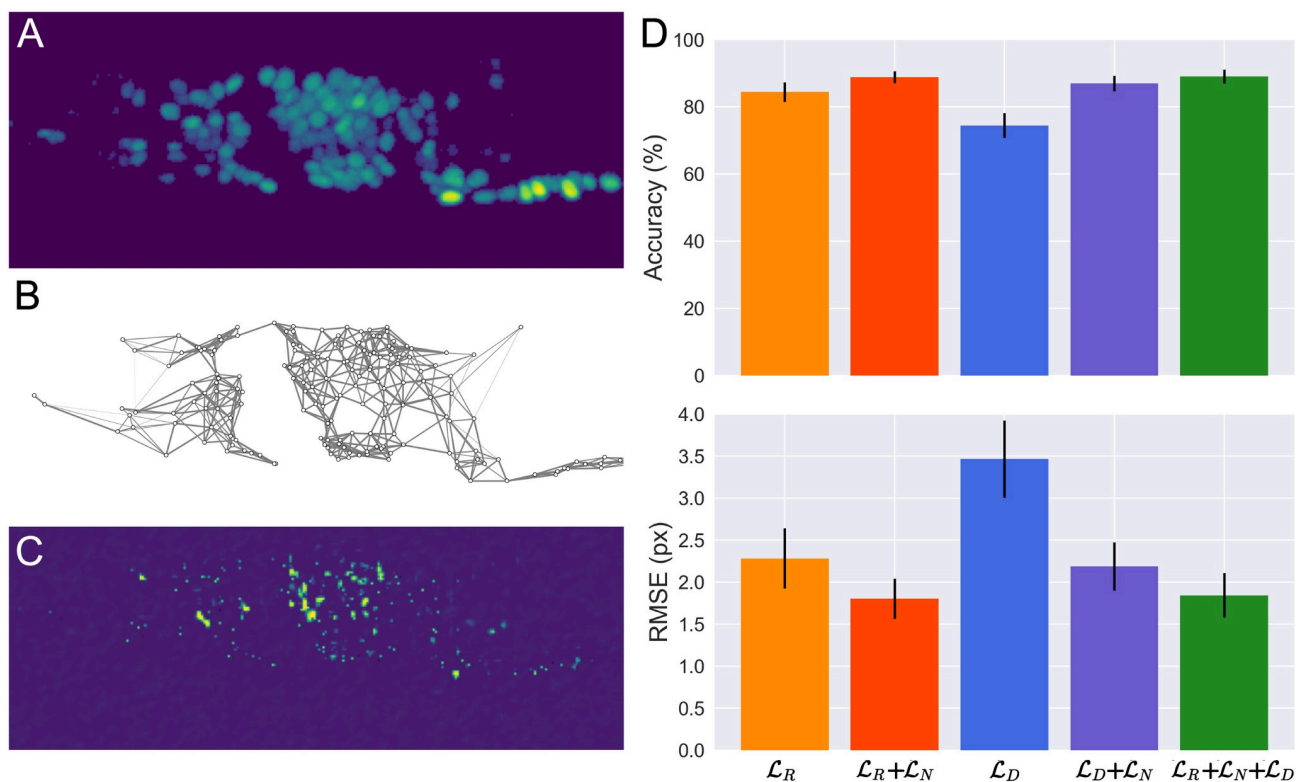 A
B
C
D
100
80
60
40
20
0
Accuracy (%)
4.0
3.5
3.0
2.5
2.0
1.5
1.0
0.5
0.0
RMSE (px)
ℒ_R
ℒ_R+ℒ_N
ℒ_D
ℒ_D+ℒ_N
ℒ_R+ℒ_N+ℒ_D